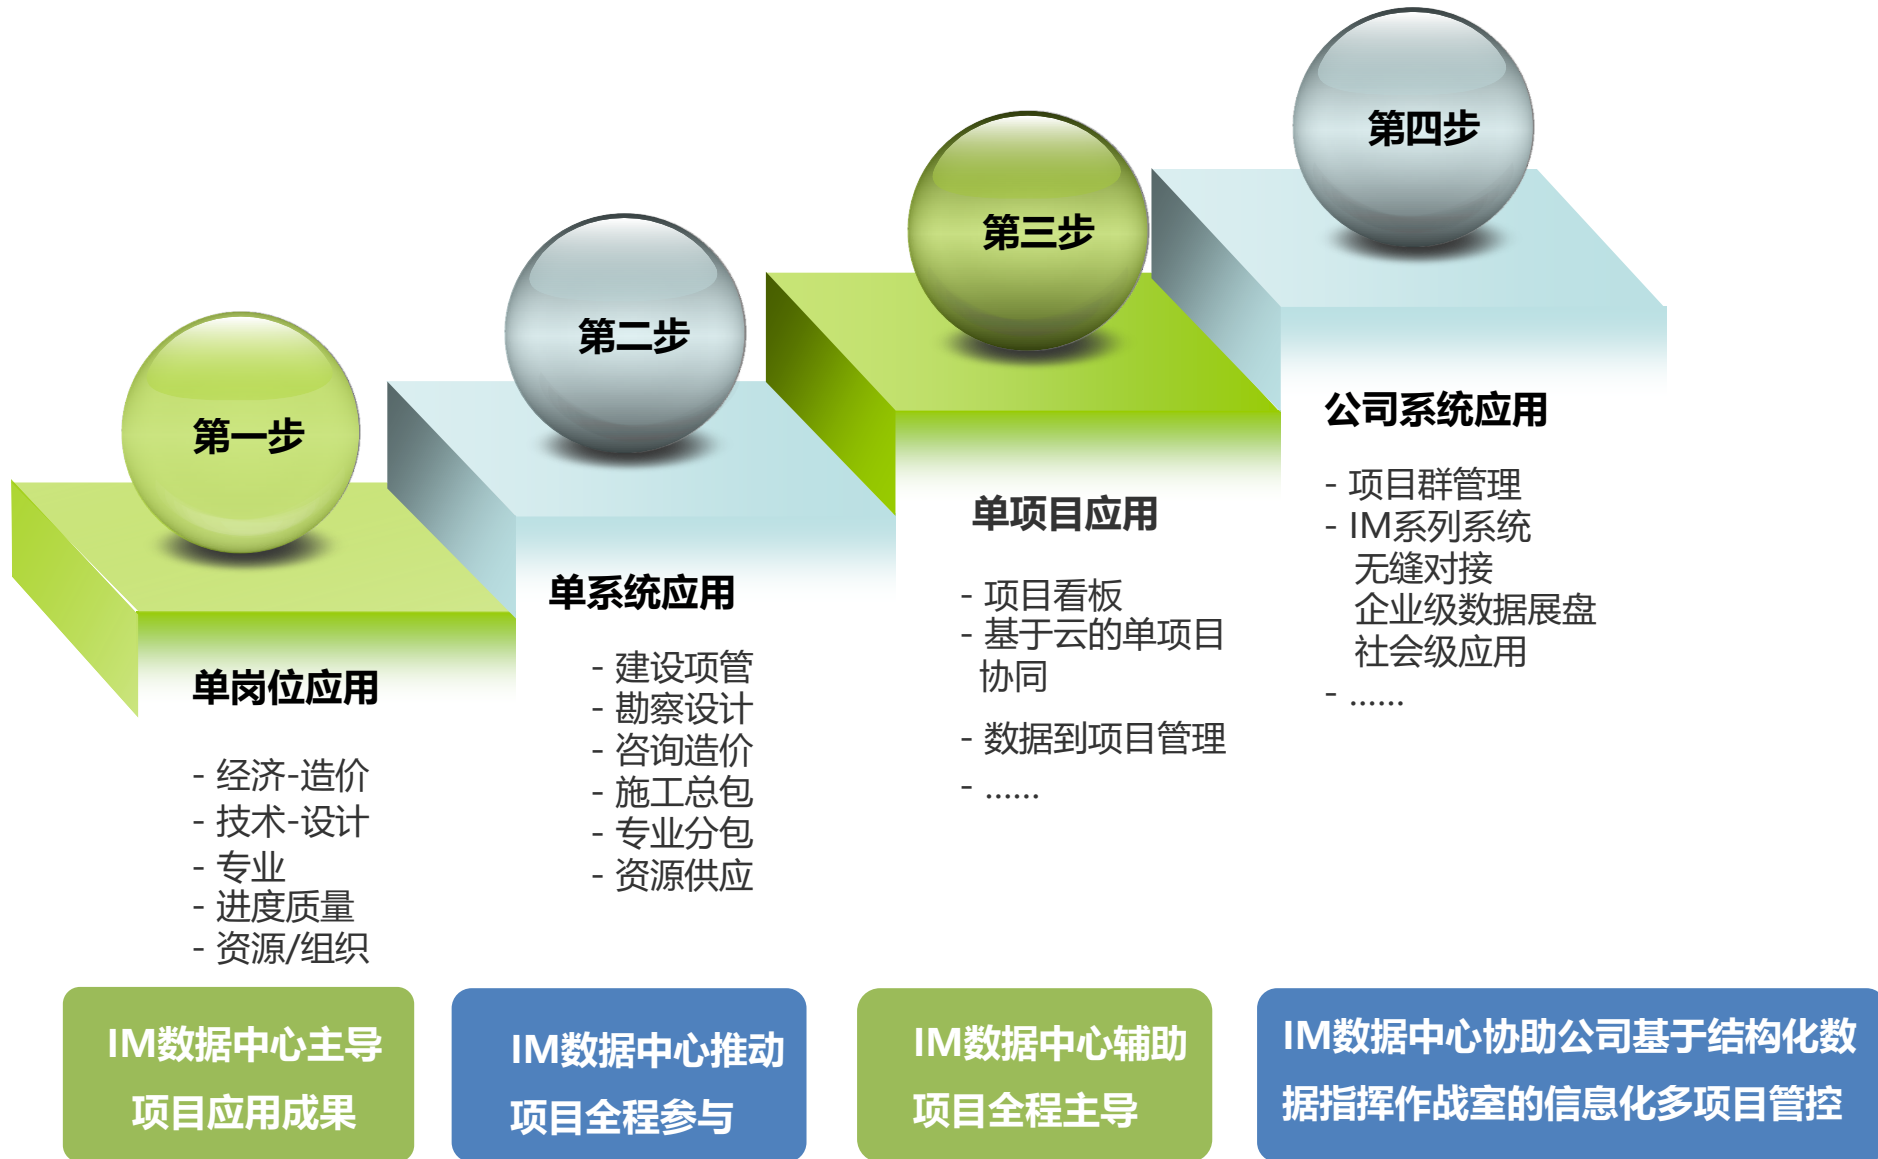 第一步
单岗位应用
- 经济-造价
- 技术-设计
- 专业
- 进度质量
- 资源/组织
IM数据中心主导
项目应用成果
第二步
单系统应用
- 建设项管
- 勘察设计
- 咨询造价
- 施工总包
- 专业分包
- 资源供应
IM数据中心推动
项目全程参与
第三步
单项目应用
- 项目看板
- 基于云的单项目
协同
- 数据到项目管理
- ......
IM数据中心辅助
项目全程主导
第四步
公司系统应用
- 项目群管理
- IM系列系统
无缝对接
企业级数据展盘
社会级应用
- ......
IM数据中心协助公司基于结构化数
据指挥作战室的信息化多项目管控